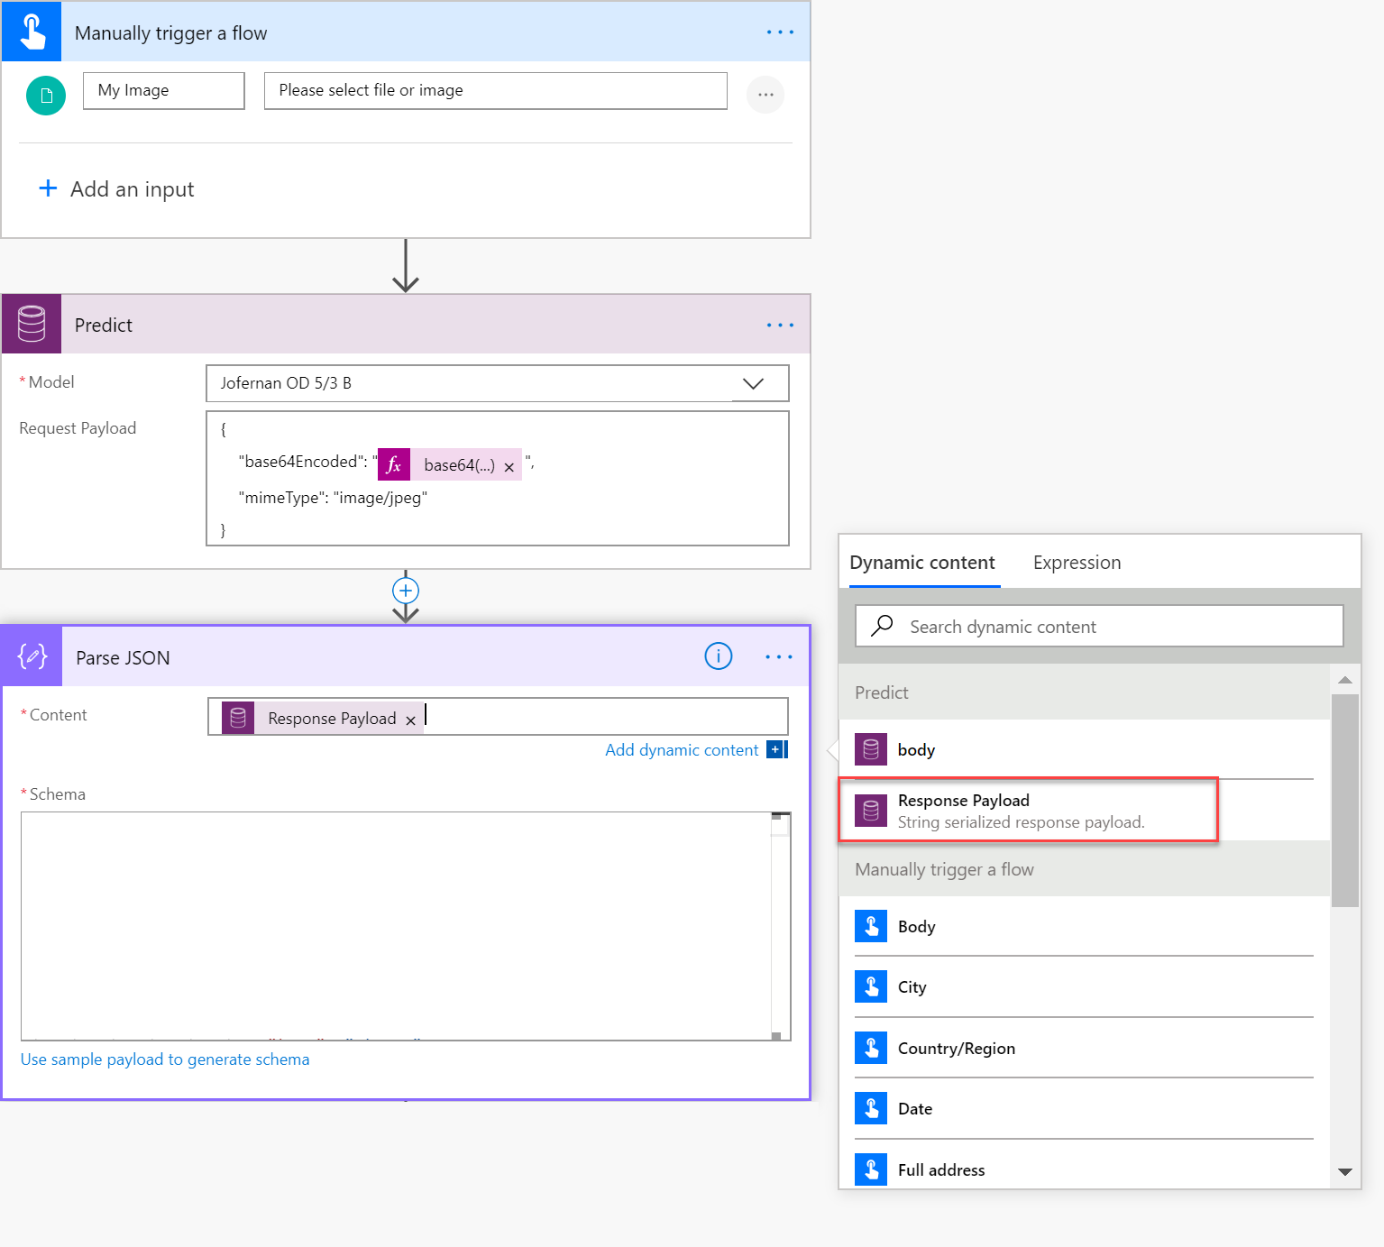 Manually trigger a flow
My Image
Please select file or image
Add an input
Predict
* Model
Jofernan OD 5/3 B
Request Payload
{
"base64Encoded": " fx base64(...) × ",
"mimeType": "image/jpeg"
}
Parse JSON
* Content
Response Payload ×
Add dynamic content
* Schema
Use sample payload to generate schema
Dynamic content
Expression
Search dynamic content
Predict
body
Response Payload
String serialized response payload.
Manually trigger a flow
Body
City
Country/Region
Date
Full address